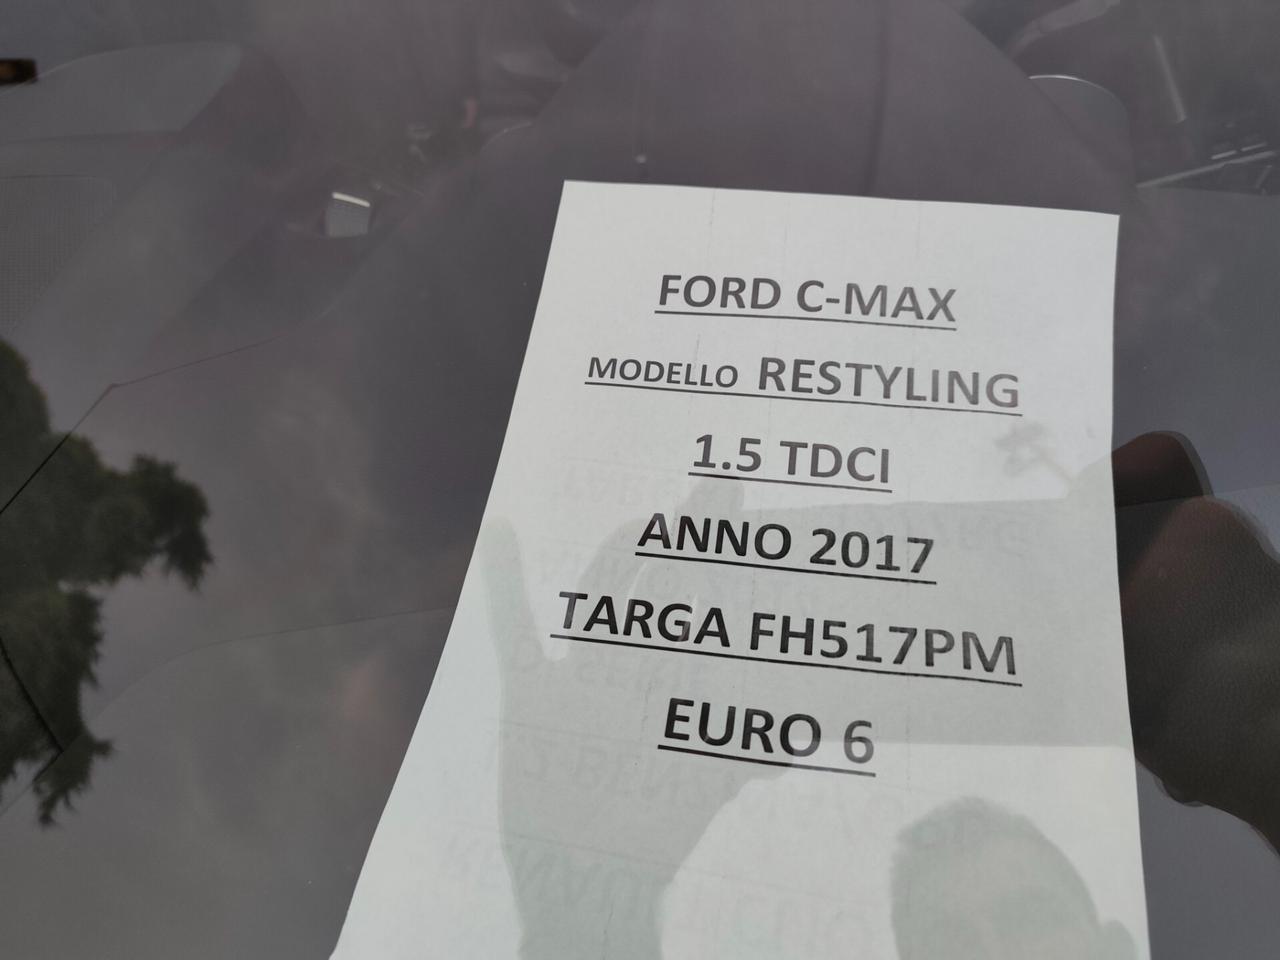 FORD C-MAX
MODELLO RESTYLING
1.5 TDCI
ANNO 2017
TARGA FH517PM
EURO 6